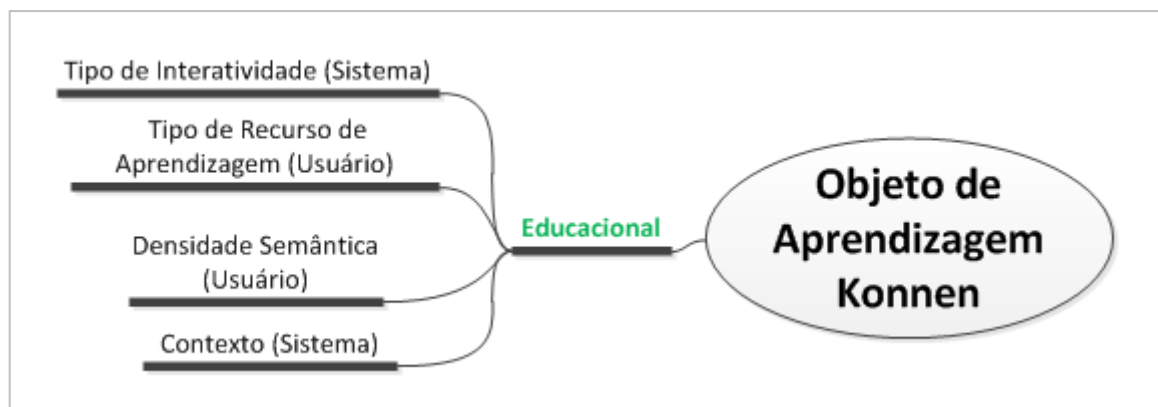 Tipo de Interatividade (Sistema)
Tipo de Recurso de
Aprendizagem (Usuário)
Densidade Semântica
(Usuário)
Contexto (Sistema)
Educacional
Objeto de
Aprendizagem
Konnen